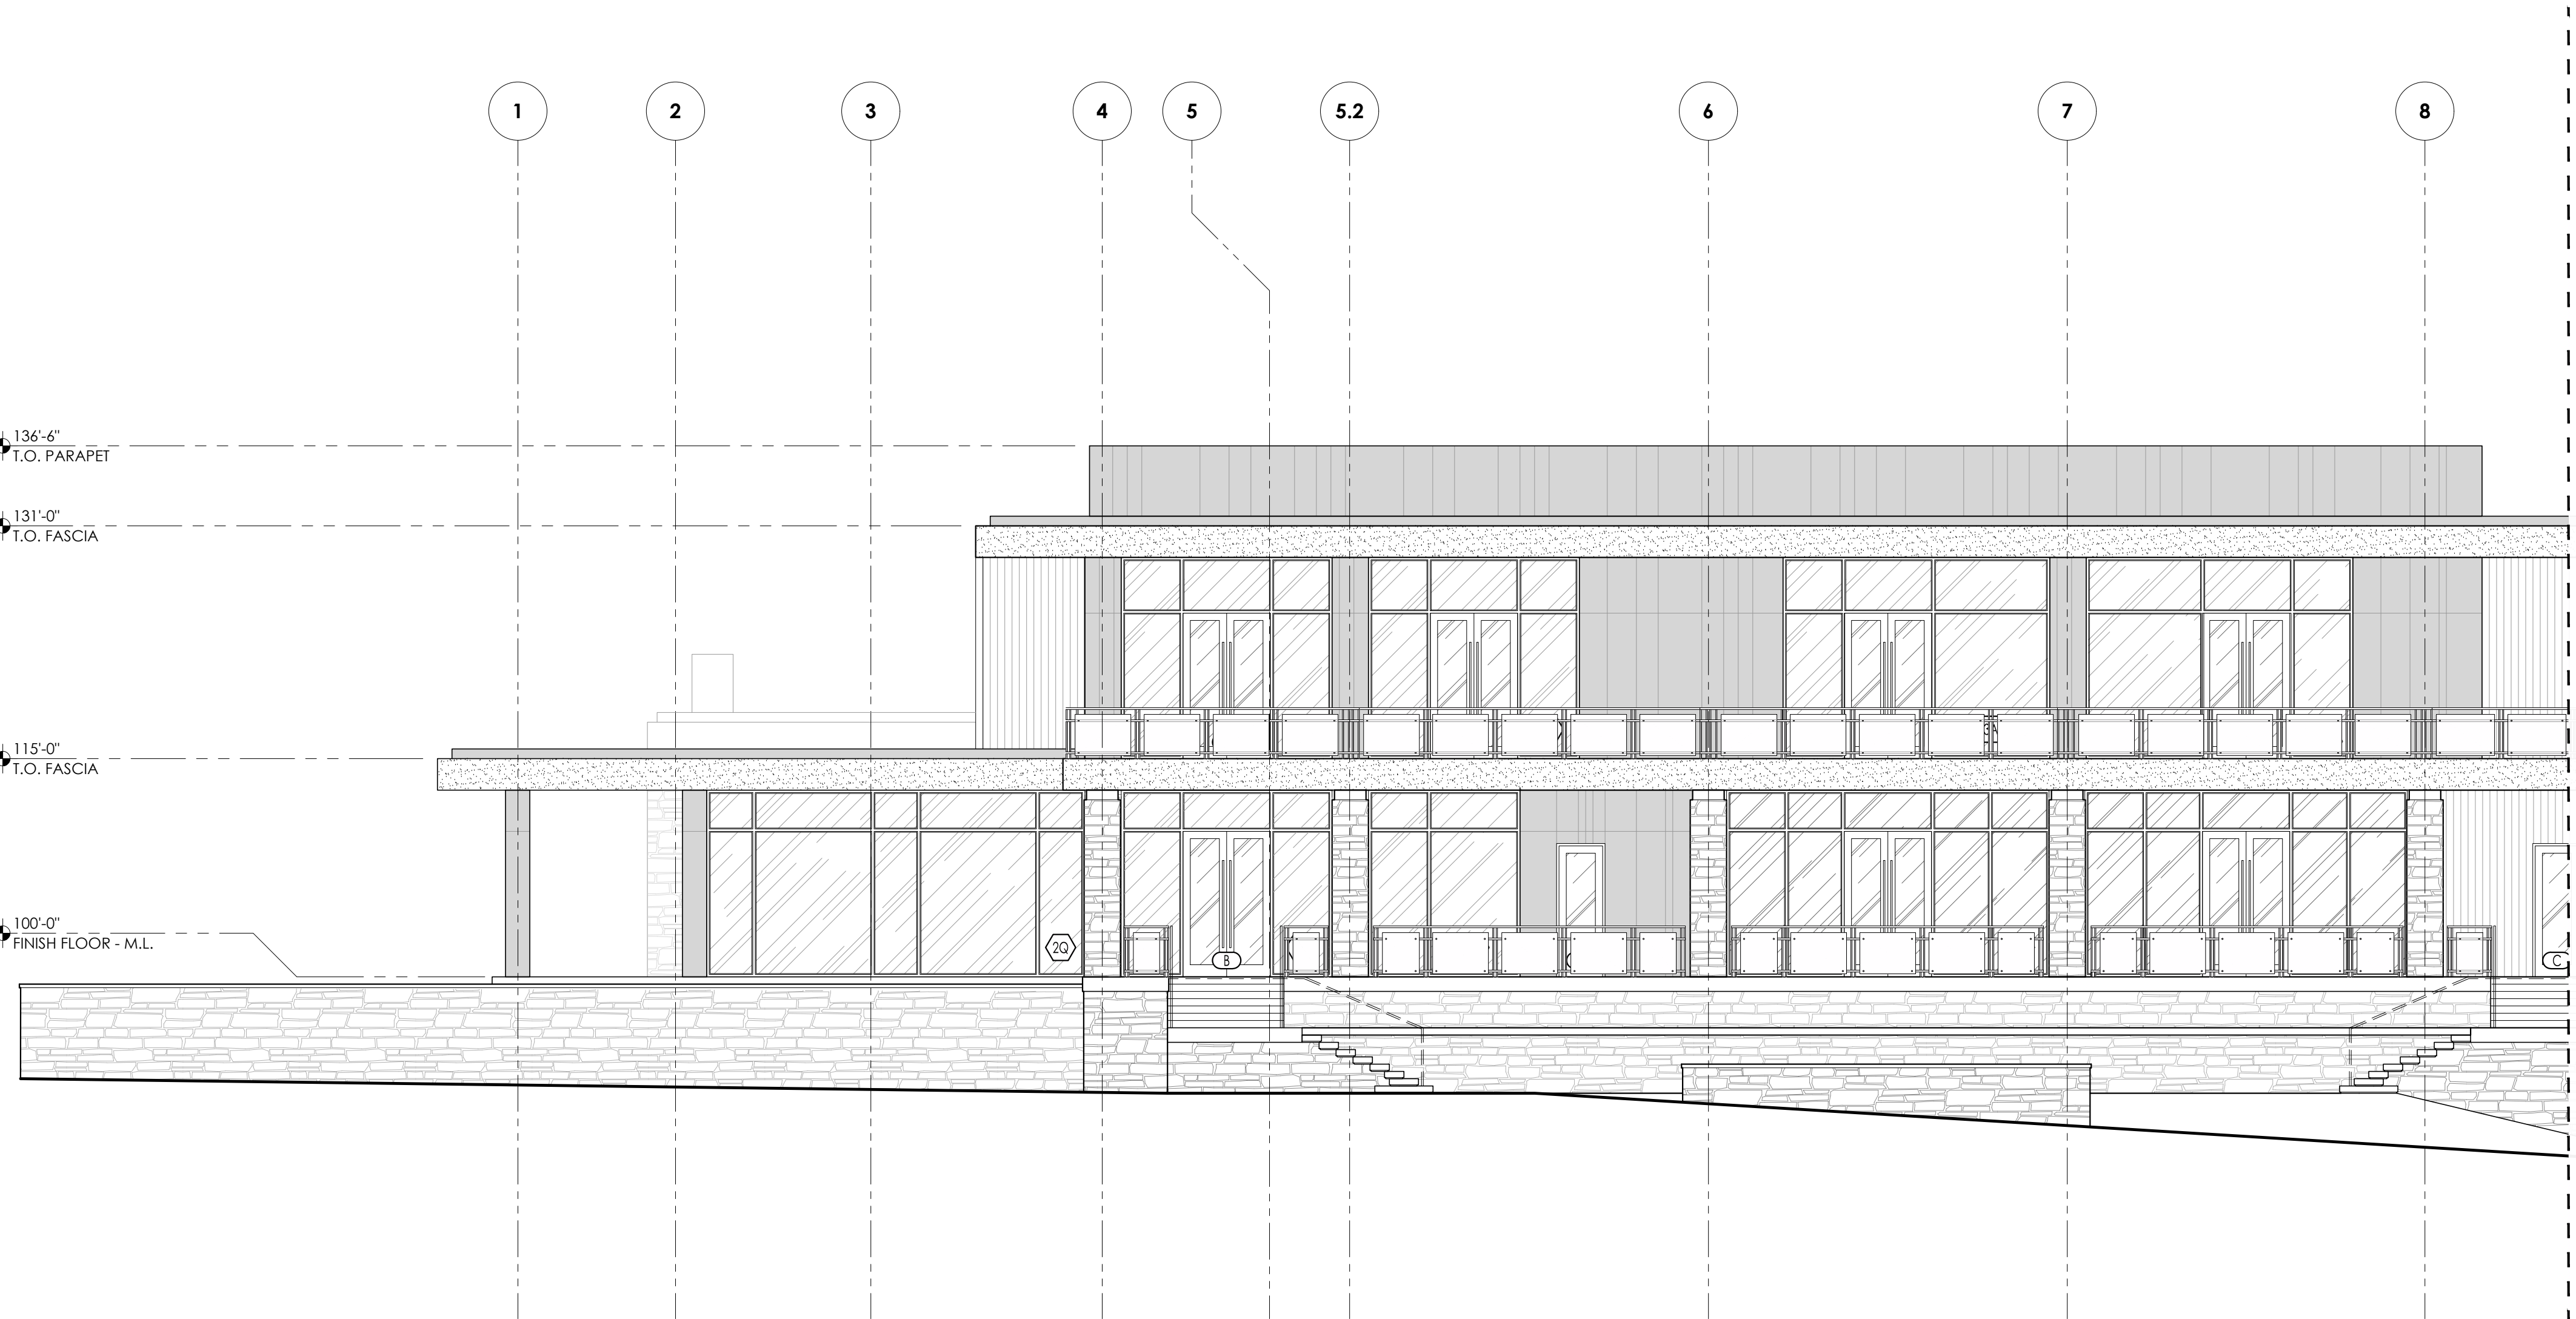 1 2 3 4 5 5.2 6 7 8
136'-6"
T.O. PARAPET
131'-0"
T.O. FASCIA
115'-0"
T.O. FASCIA
100'-0"
FINISH FLOOR - M.L.
2Q
B
C